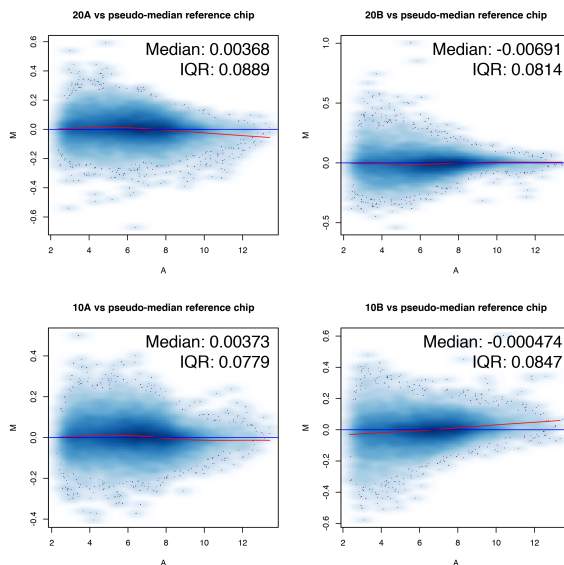 20A vs pseudo-median reference chip
Median: 0.00368
IQR: 0.0889
M
0.6
0.4
0.2
0.0
-0.2
-0.4
-0.6
2 4 6 8 10 12
A
20B vs pseudo-median reference chip
Median: -0.00691
IQR: 0.0814
M
1.0
0.5
0.0
-0.5
2 4 6 8 10 12
A
10A vs pseudo-median reference chip
Median: 0.00373
IQR: 0.0779
M
0.4
0.2
0.0
-0.2
-0.4
2 4 6 8 10 12
A
10B vs pseudo-median reference chip
Median: -0.000474
IQR: 0.0847
M
0.6
0.4
0.2
0.0
-0.2
-0.4
-0.6
2 4 6 8 10 12
A